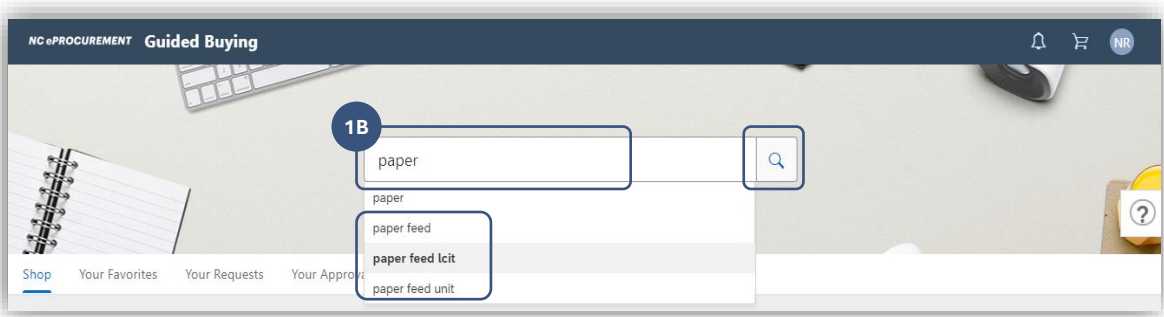 NC ePROCUREMENT Guided Buying
NR
1B
paper
paper
paper feed
paper feed lcit
paper feed unit
?
Shop Your Favorites Your Requests Your Approva